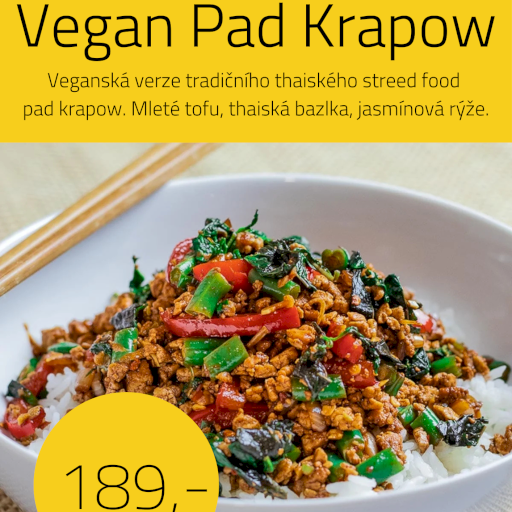 Vegan Pad Krapow
Veganská verze tradičního thaiského streed food
pad krapow. Mleté tofu, thaiská bazlka, jasmínová rýže.
189,-